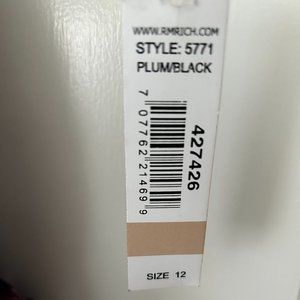 WWW.RMRICH.COM
STYLE: 5771
PLUM/BLACK
7 07762 21469 9
427426
SIZE 12